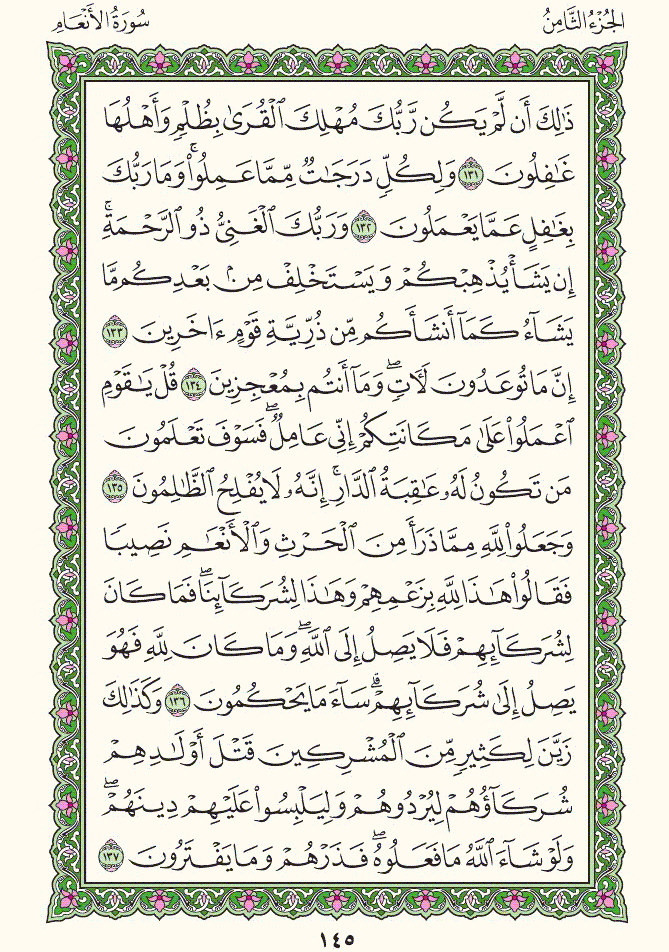 الجُزْءُ الثَّامِنُ
سُورَةُ الأَنْعَامِ
ذَٰلِكَ أَن لَّمْ يَكُن رَّبُّكَ مُهْلِكَ ٱلْقُرَىٰ بِظُلْمٍ وَأَهْلُهَا
غَٰفِلُونَ ١٣١ وَلِكُلٍّ دَرَجَٰتٌ مِّمَّا عَمِلُوا۟ ۚ وَمَا رَبُّكَ
بِغَٰفِلٍ عَمَّا يَعْمَلُونَ ١٣٢ وَرَبُّكَ ٱلْغَنِىُّ ذُو ٱلرَّحْمَةِ ۚ
إِن يَشَأْ يُذْهِبْكُمْ وَيَسْتَخْلِفْ مِنۢ بَعْدِكُم مَّا
يَشَآءُ كَمَآ أَنشَأَكُم مِّن ذُرِّيَّةِ قَوْمٍ ءَاخَرِينَ ١٣٣
إِنَّ مَا تُوعَدُونَ لَءَاتٍ ۖ وَمَآ أَنتُم بِمُعْجِزِينَ ١٣٤ قُلْ يَٰقَوْمِ
ٱعْمَلُوا۟ عَلَىٰ مَكَانَتِكُمْ إِنِّى عَامِلٌ ۖ فَسَوْفَ تَعْلَمُونَ
مَن تَكُونُ لَهُۥ عَٰقِبَةُ ٱلدَّارِ ۗ إِنَّهُۥ لَا يُفْلِحُ ٱلظَّٰلِمُونَ ١٣٥
وَجَعَلُوا۟ لِلَّهِ مِمَّا ذَرَأَ مِنَ ٱلْحَرْثِ وَٱلْأَنْعَٰمِ نَصِيبًا
فَقَالُوا۟ هَٰذَا لِلَّهِ بِزَعْمِهِمْ وَهَٰذَا لِشُرَكَآئِنَا ۖ فَمَا كَانَ
لِشُرَكَآئِهِمْ فَلَا يَصِلُ إِلَى ٱللَّهِ ۖ وَمَا كَانَ لِلَّهِ فَهُوَ
يَصِلُ إِلَىٰ شُرَكَآئِهِمْ ۗ سَآءَ مَا يَحْكُمُونَ ١٣٦ وَكَذَٰلِكَ
زَيَّنَ لِكَثِيرٍ مِّنَ ٱلْمُشْرِكِينَ قَتْلَ أَوْلَٰدِهِمْ
شُرَكَآؤُهُمْ لِيُرْدُوهُمْ وَلِيَلْبِسُوا۟ عَلَيْهِمْ دِينَهُمْ ۖ
وَلَوْ شَآءَ ٱللَّهُ مَا فَعَلُوهُ ۖ فَذَرْهُمْ وَمَا يَفْتَرُونَ ١٣٧
١٤٥